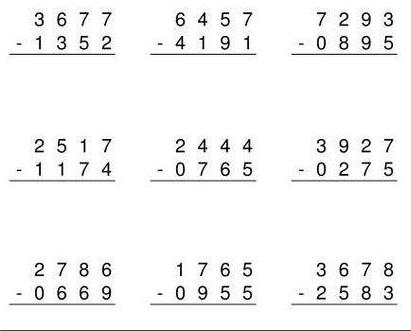 3 6 7 7 6 4 5 7 7 2 9 3
- 1 3 5 2 - 4 1 9 1 - 0 8 9 5
2 5 1 7 2 4 4 4 3 9 2 7
- 1 1 7 4 - 0 7 6 5 - 0 2 7 5
2 7 8 6 1 7 6 5 3 6 7 8
- 0 6 6 9 - 0 9 5 5 - 2 5 8 3